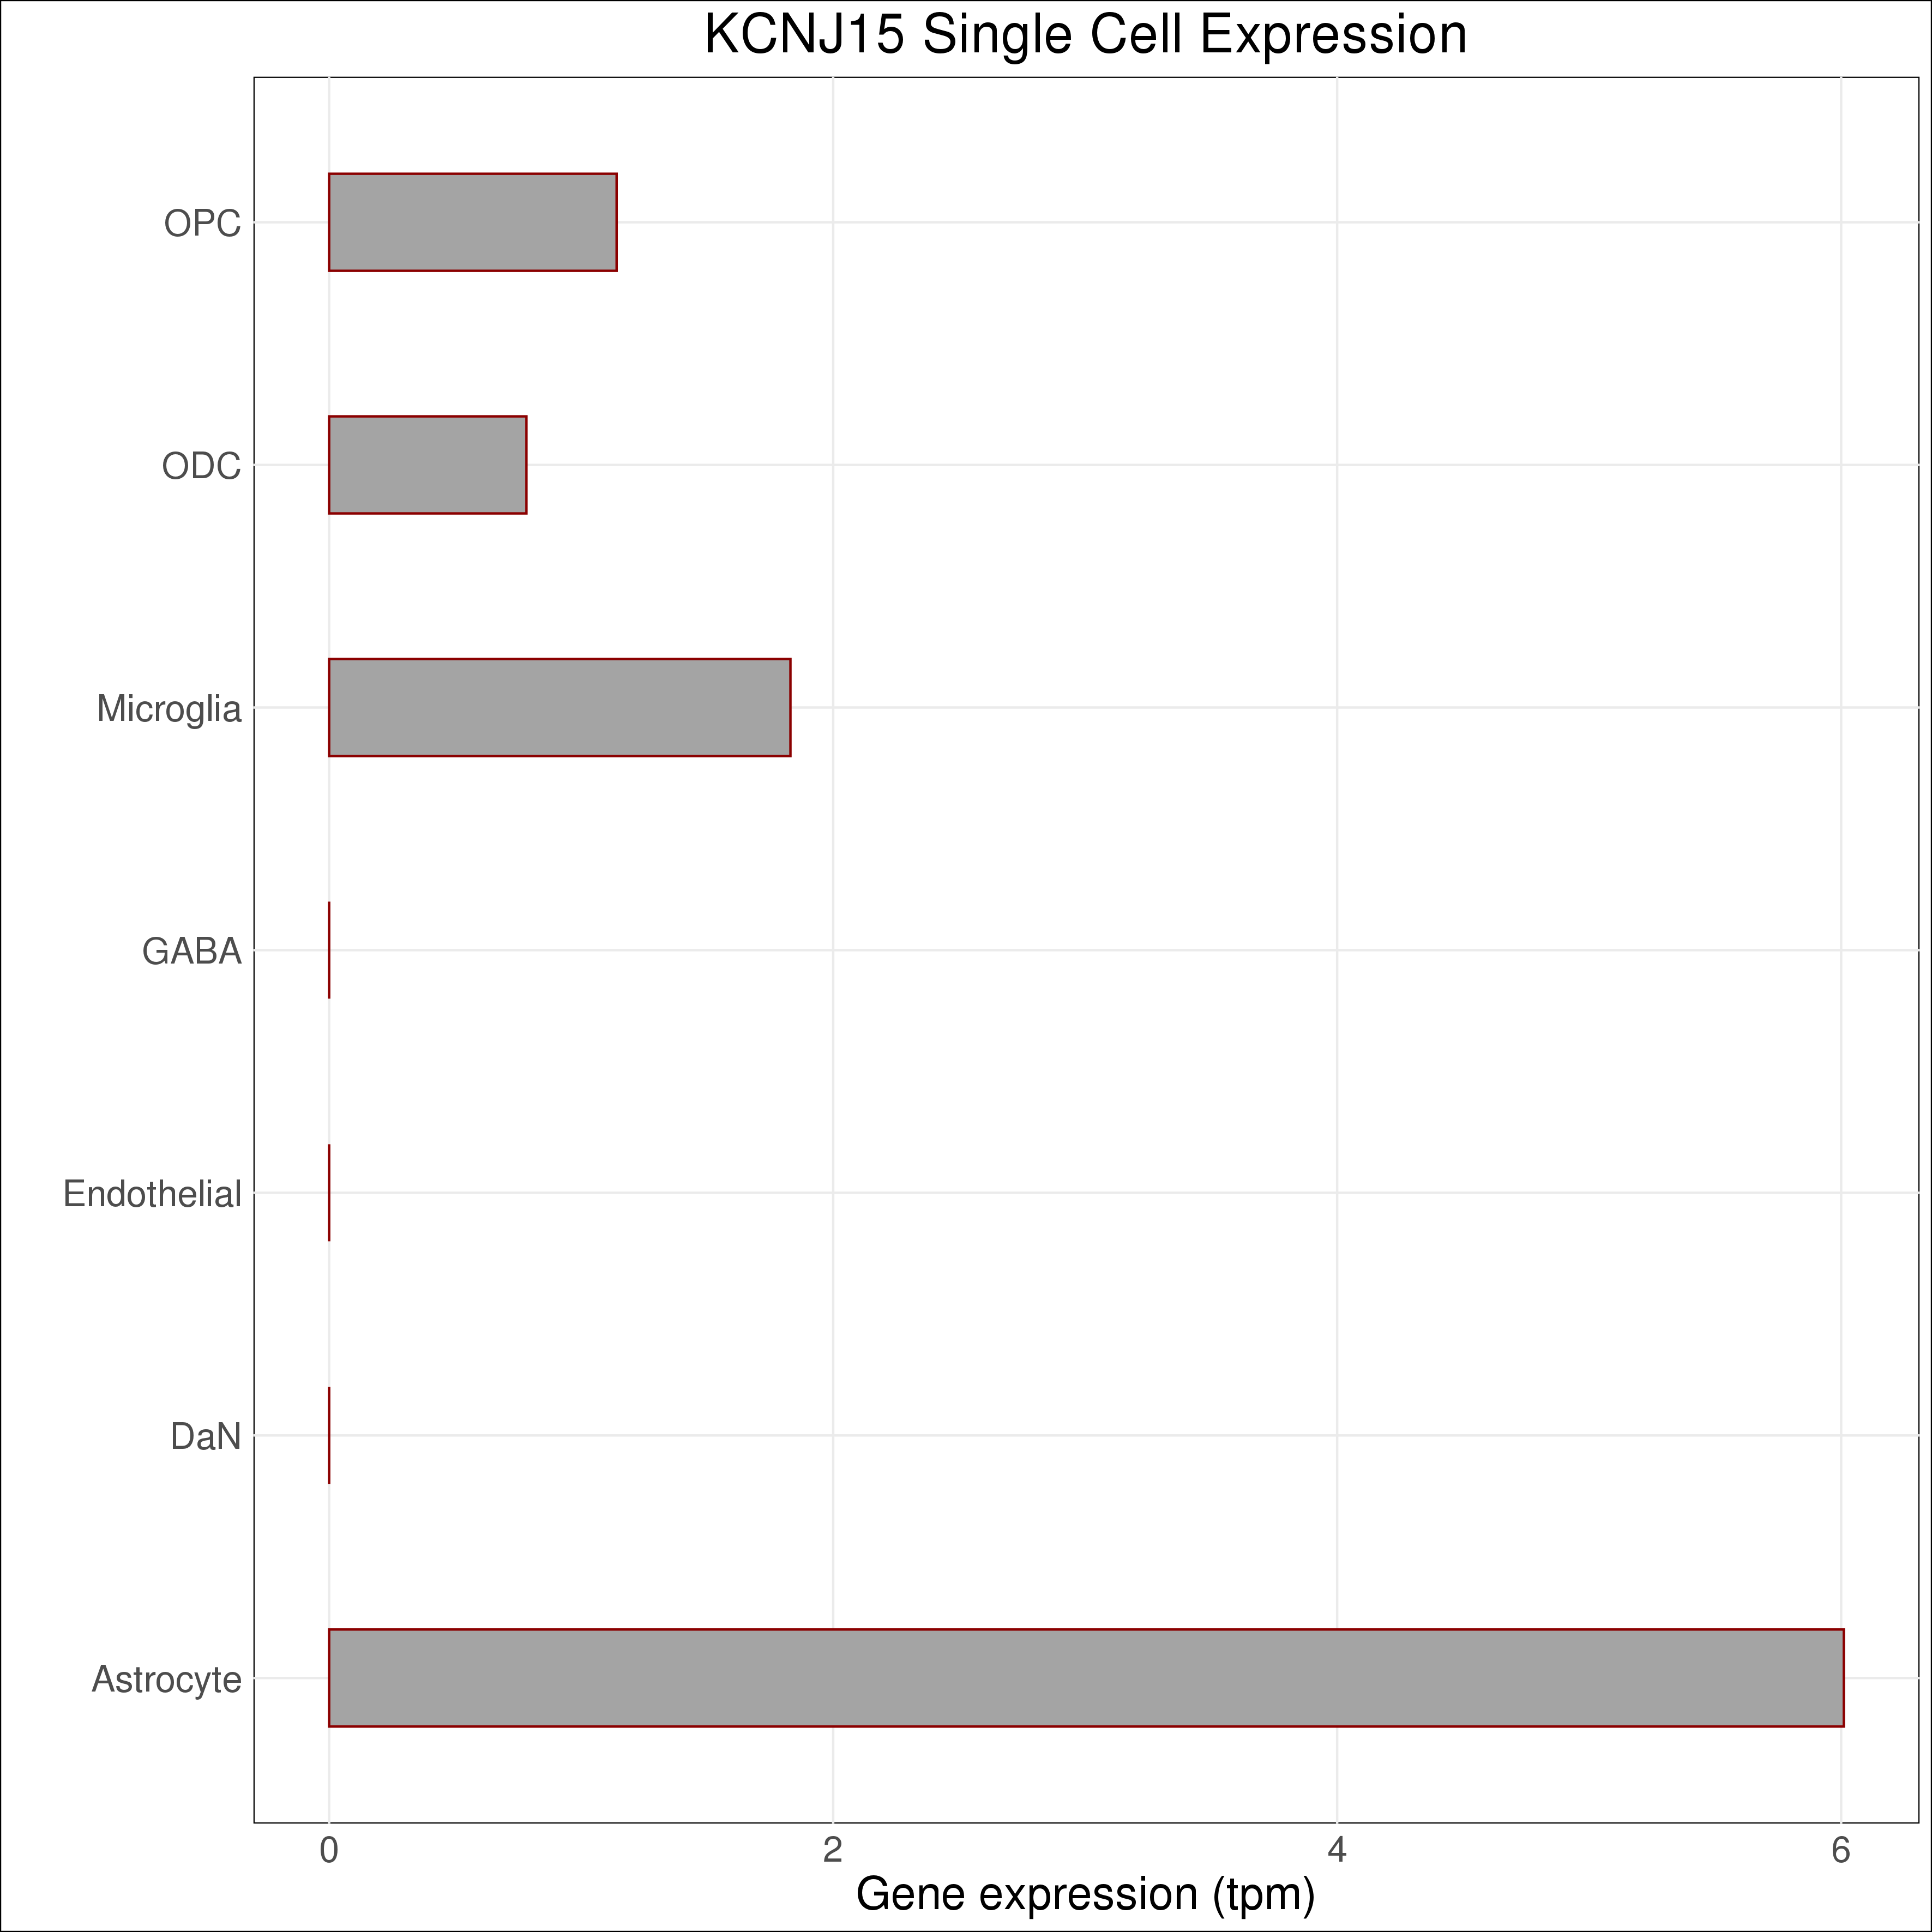 KCNJ15 Single Cell Expression
OPC
ODC
Microglia
GABA
Endothelial
DaN
Astrocyte
0 2 4 6
Gene expression (tpm)